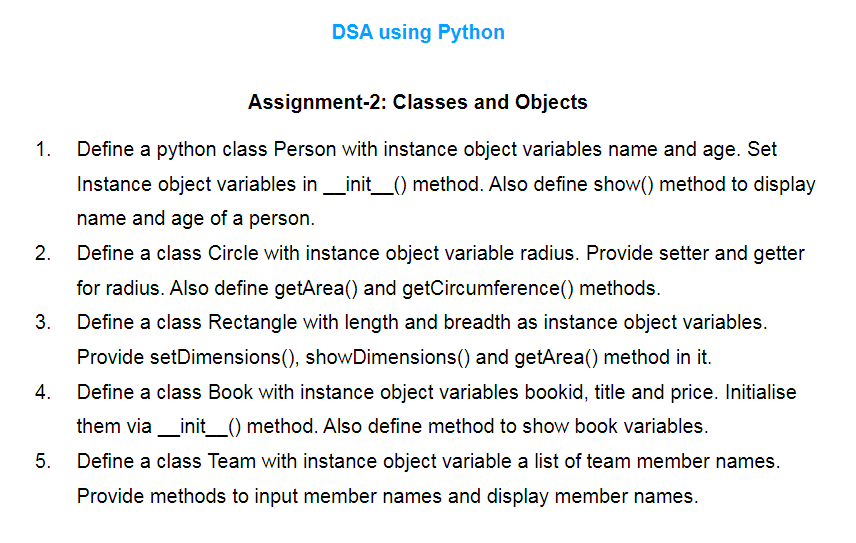 DSA using Python
Assignment-2: Classes and Objects
1. Define a python class Person with instance object variables name and age. Set
Instance object variables in __init__() method. Also define show() method to display
name and age of a person.
2. Define a class Circle with instance object variable radius. Provide setter and getter
for radius. Also define getArea() and getCircumference() methods.
3. Define a class Rectangle with length and breadth as instance object variables.
Provide setDimensions(), showDimensions() and getArea() method in it.
4. Define a class Book with instance object variables bookid, title and price. Initialise
them via __init__() method. Also define method to show book variables.
5. Define a class Team with instance object variable a list of team member names.
Provide methods to input member names and display member names.